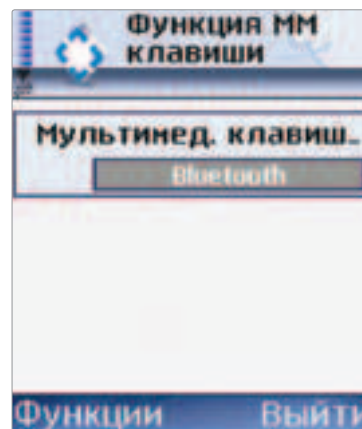 Функция ММ
клавиши
Мультимед. клавиш..
Bluetooth
Функции Выйти